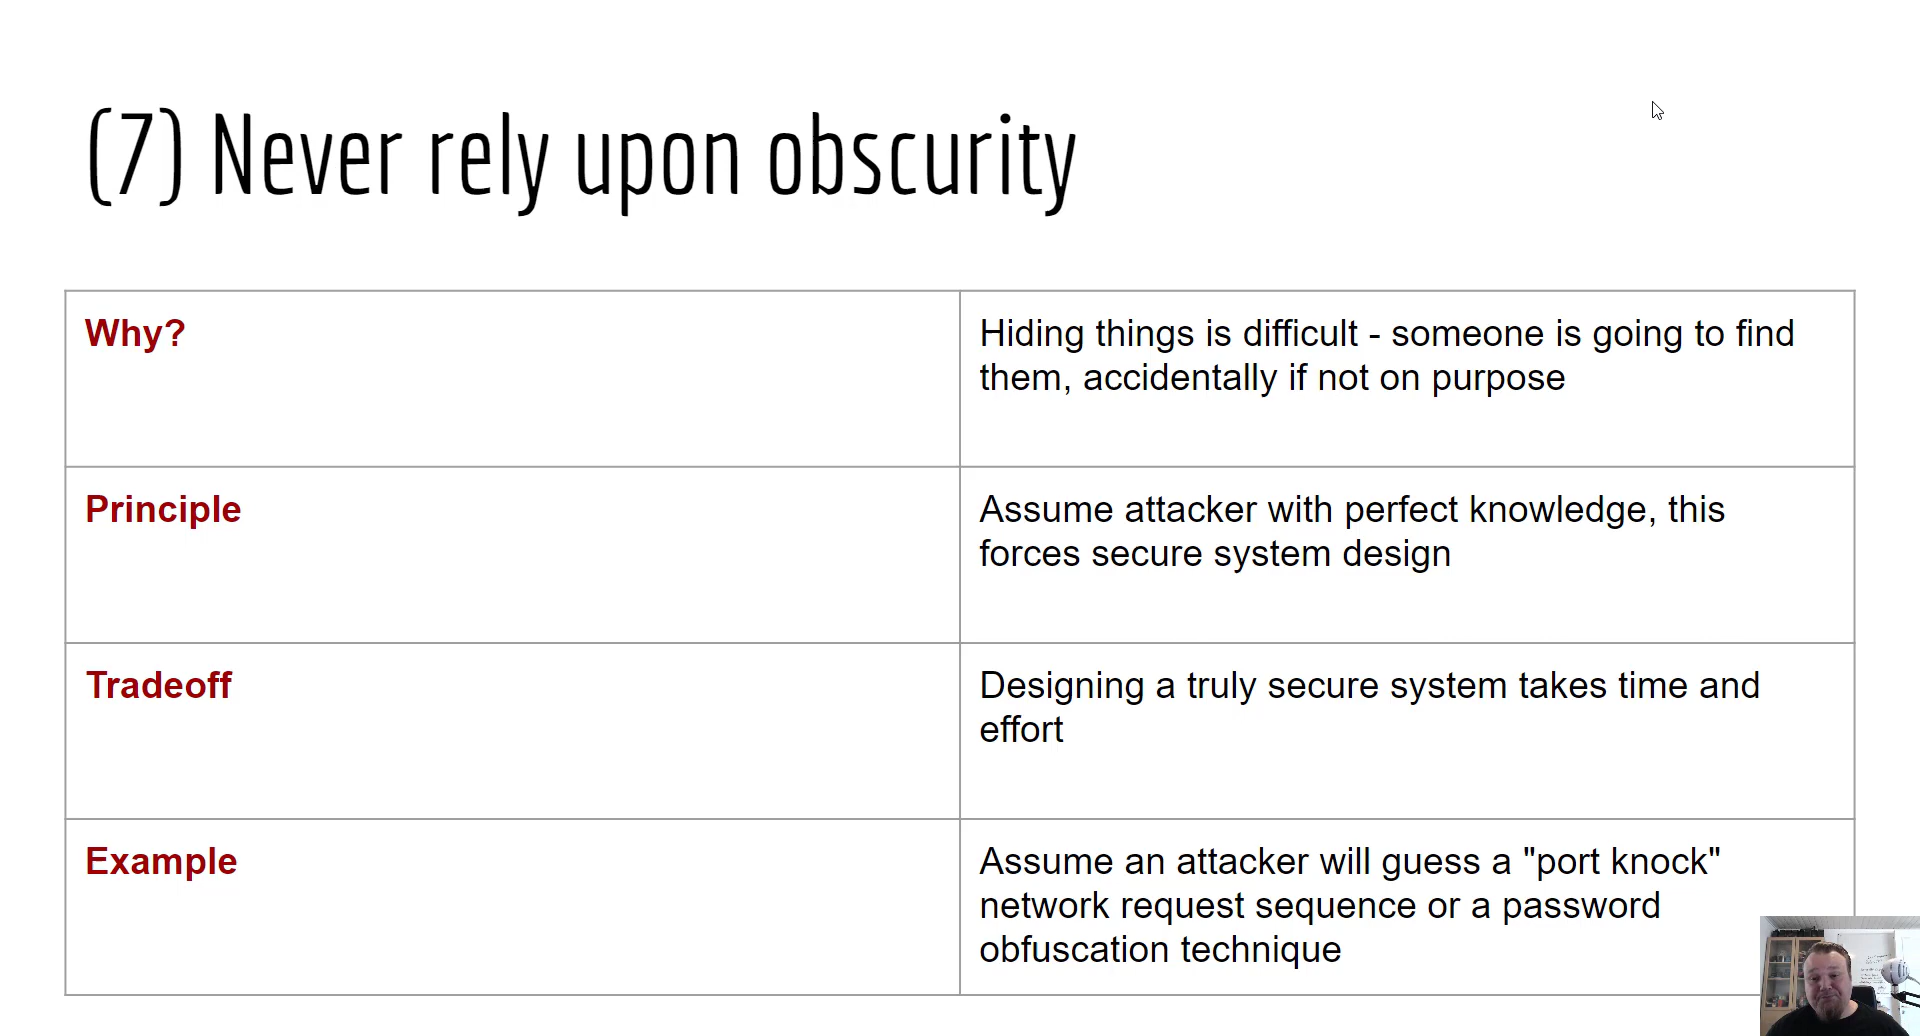 (7) Never rely upon obscurity
Why?
Hiding things is difficult - someone is going to find
them, accidentally if not on purpose
Principle
Assume attacker with perfect knowledge, this
forces secure system design
Tradeoff
Designing a truly secure system takes time and
effort
Example
Assume an attacker will guess a "port knock"
network request sequence or a password
obfuscation technique